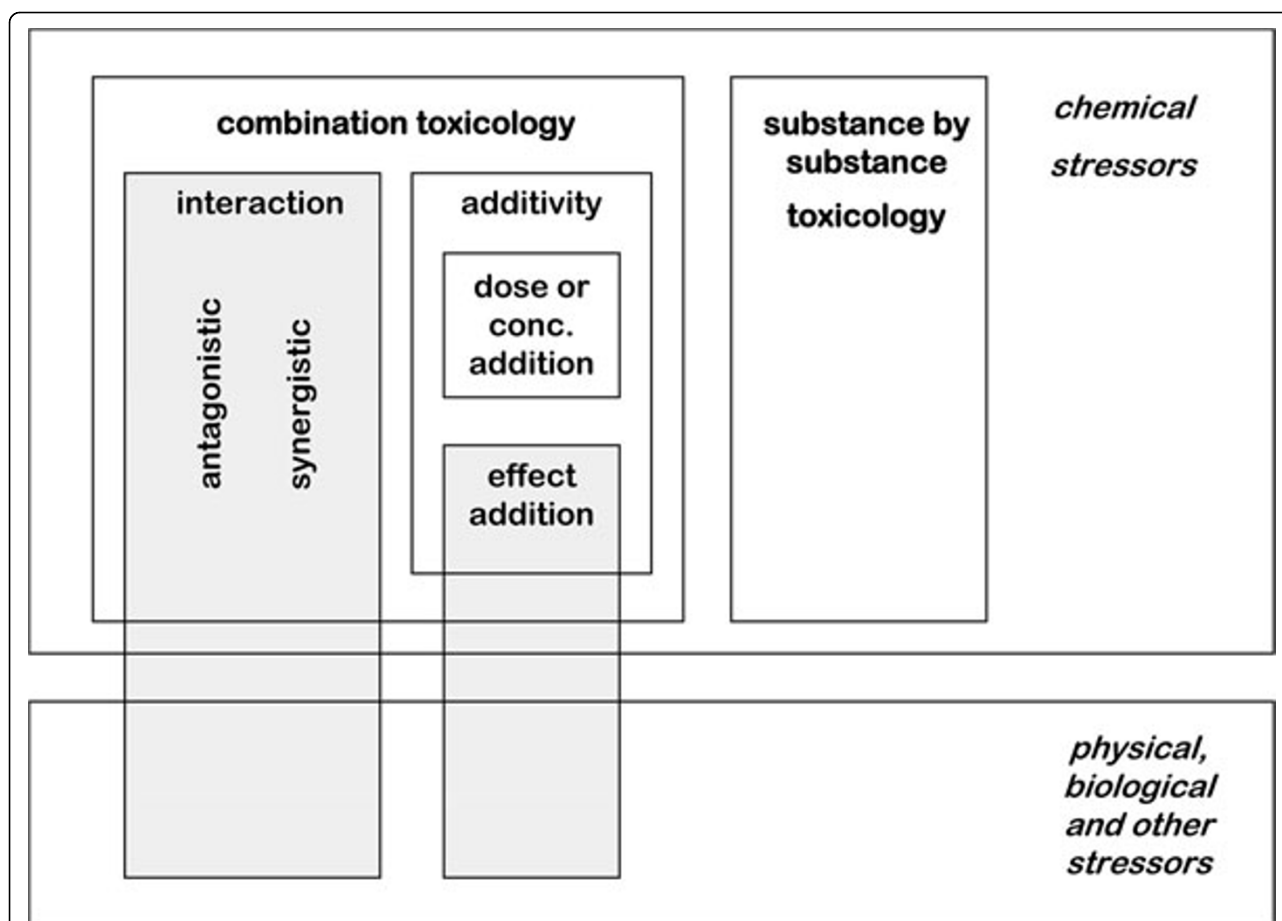 combination toxicology
interaction
antagonistic
synergistic
additivity
dose or
conc.
addition
effect
addition
substance by
substance
toxicology
chemical
stressors
physical,
biological
and other
stressors